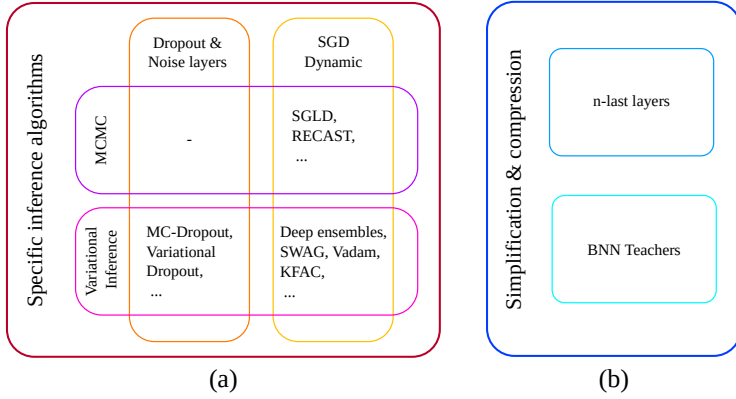 Specific inference algorithms
Dropout &
Noise layers
SGD
Dynamic
MCMC
-
SGLD,
RECAST,
...
Variational
Inference
MC-Dropout,
Variational
Dropout,
...
Deep ensembles,
SWAG, Vadam,
KFAC,
...
(a)
Simplification & compression
n-last layers
BNN Teachers
(b)